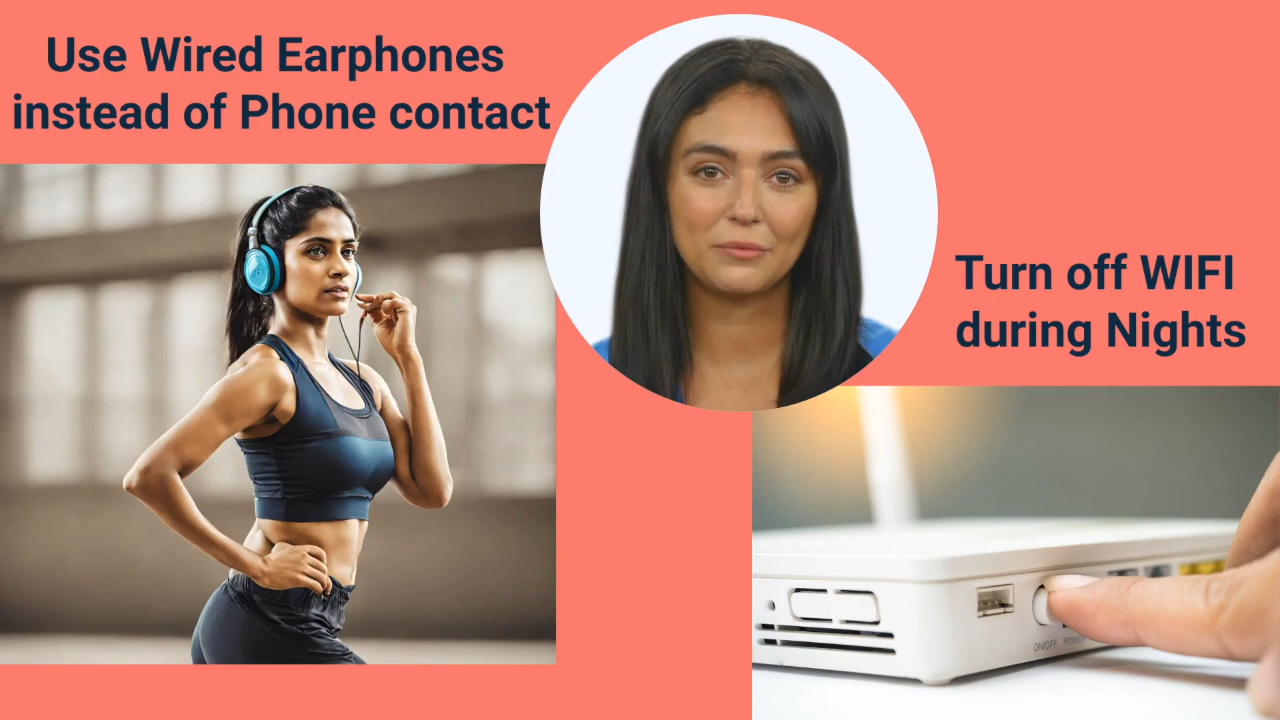 Use Wired Earphones
instead of Phone contact
Turn off WIFI
during Nights
ON/OFF